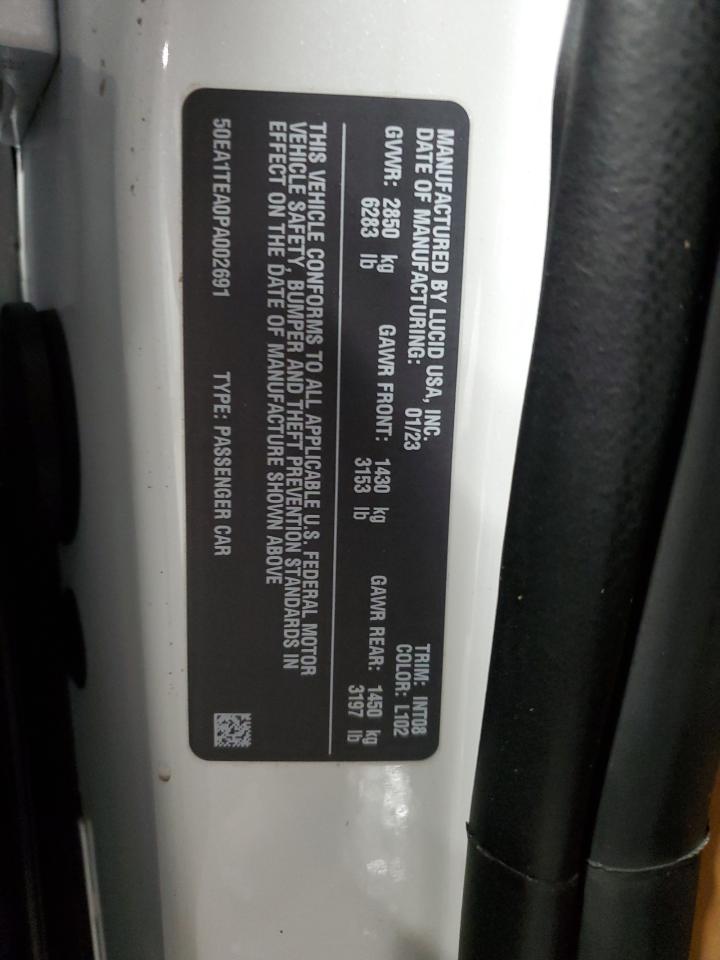 MANUFACTURED BY LUCID USA, INC.
DATE OF MANUFACTURING: 01/23
TRIM: INT08
COLOR: L102
GVWR: 2850 kg
6283 lb
GAWR FRONT: 1430 kg
3153 lb
GAWR REAR: 1450 kg
3197 lb
THIS VEHICLE CONFORMS TO ALL APPLICABLE U.S. FEDERAL MOTOR
VEHICLE SAFETY, BUMPER AND THEFT PREVENTION STANDARDS IN
EFFECT ON THE DATE OF MANUFACTURE SHOWN ABOVE
50EA1TEA0PA002691 TYPE: PASSENGER CAR